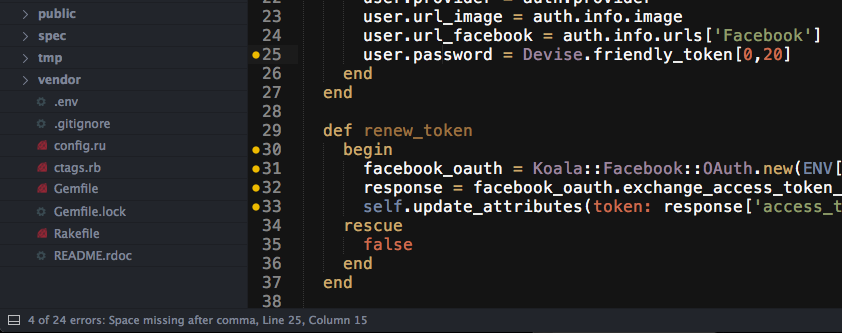 public
spec
tmp
vendor
.env
.gitignore
config.ru
ctags.rb
Gemfile
Gemfile.lock
Rakefile
README.rdoc
22 user.provider = auth.provider
23 user.url_image = auth.info.image
24 user.url_facebook = auth.info.urls['Facebook']
25 user.password = Devise.friendly_token[0,20]
26 end
27 end
28
29 def renew_token
30 begin
31 facebook_oauth = Koala::Facebook::OAuth.new(ENV[
32 response = facebook_oauth.exchange_access_token_
33 self.update_attributes(token: response['access_t
34 rescue
35 false
36 end
37 end
38
4 of 24 errors: Space missing after comma, Line 25, Column 15